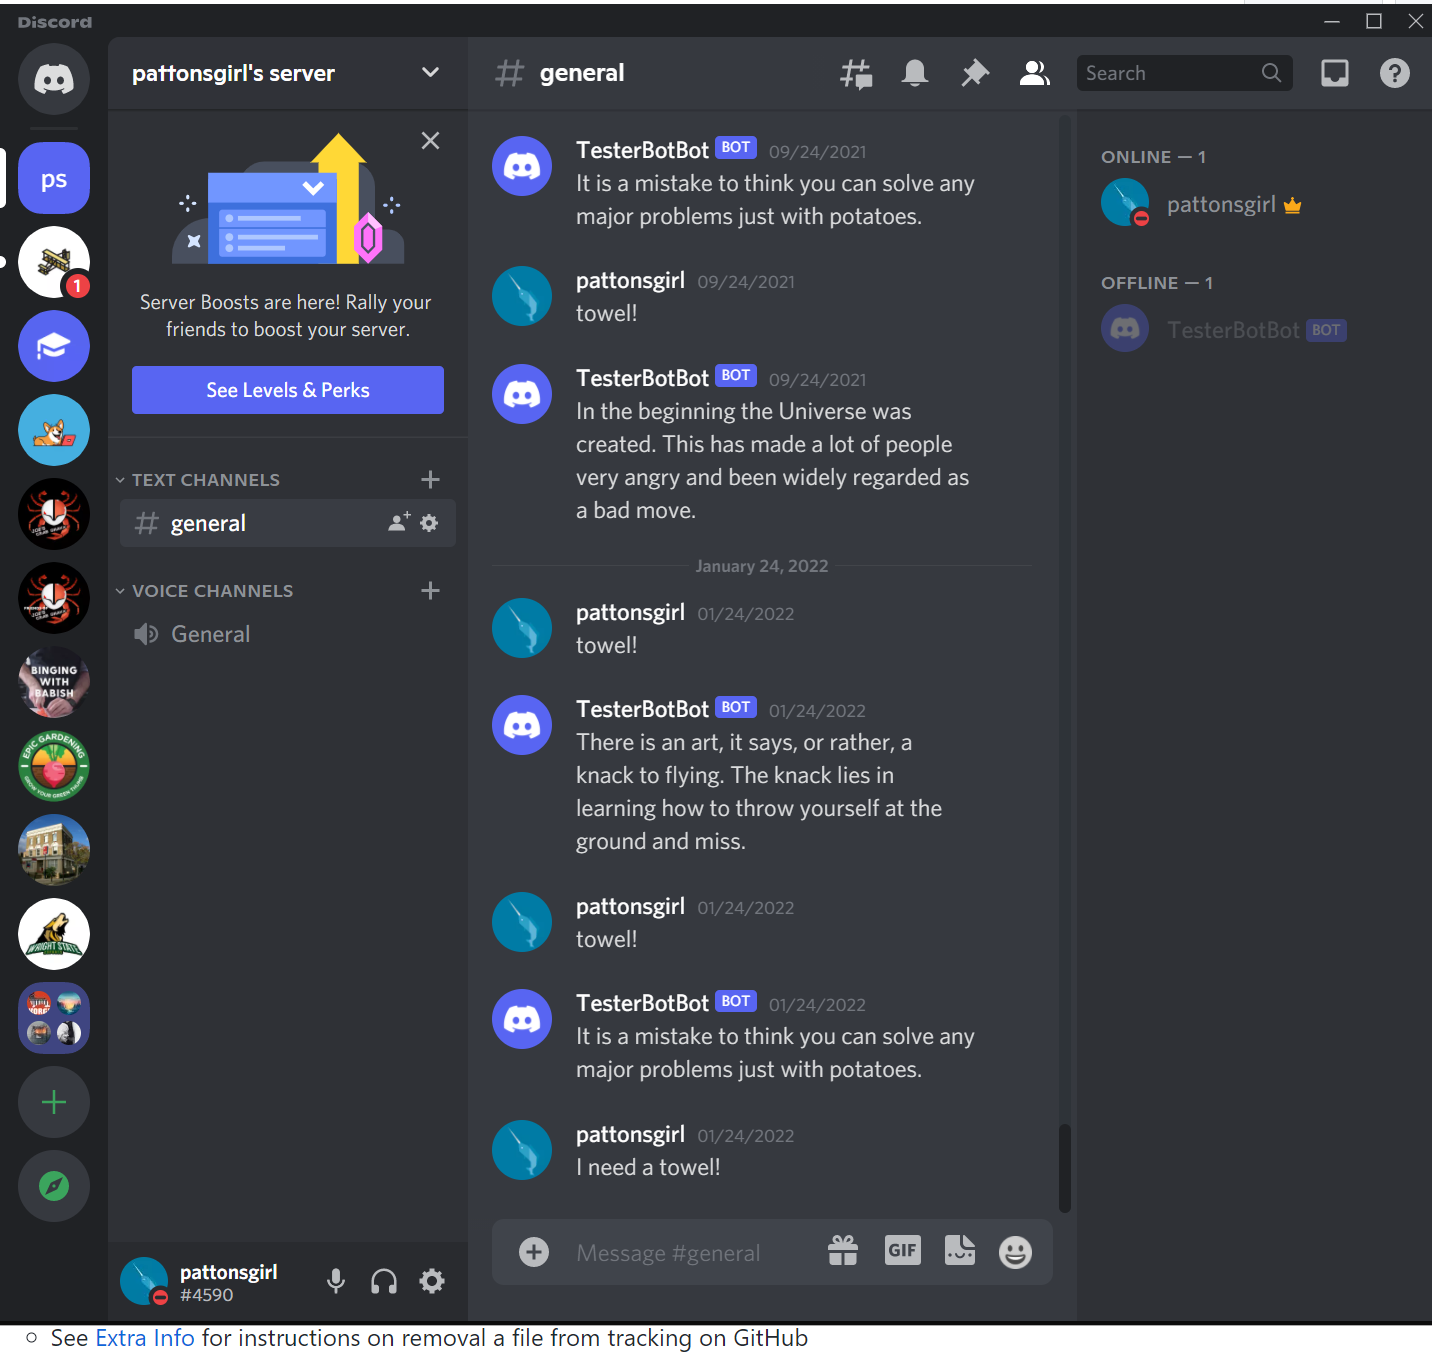 Discord
pattonsgirl's server
general
Search
ps
1
Server Boosts are here! Rally your
friends to boost your server.
See Levels & Perks
TEXT CHANNELS
general
VOICE CHANNELS
General
BINGING
WITH
BABISH
EPIC GARDENING
GROW YOUR GREEN THUMB
WRIGHT STATE
pattonsgirl
#4590
TesterBotBot BOT 09/24/2021
It is a mistake to think you can solve any
major problems just with potatoes.
pattonsgirl 09/24/2021
towel!
TesterBotBot BOT 09/24/2021
In the beginning the Universe was
created. This has made a lot of people
very angry and been widely regarded as
a bad move.
January 24, 2022
pattonsgirl 01/24/2022
towel!
TesterBotBot BOT 01/24/2022
There is an art, it says, or rather, a
knack to flying. The knack lies in
learning how to throw yourself at the
ground and miss.
pattonsgirl 01/24/2022
towel!
TesterBotBot BOT 01/24/2022
It is a mistake to think you can solve any
major problems just with potatoes.
pattonsgirl 01/24/2022
I need a towel!
Message #general
GIF
ONLINE — 1
pattonsgirl
OFFLINE — 1
TesterBotBot BOT
See Extra Info for instructions on removal a file from tracking on GitHub